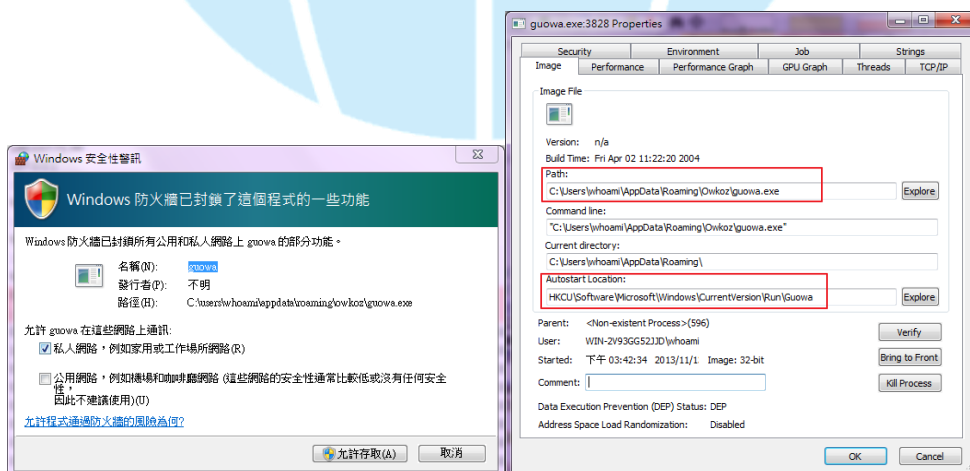 Windows 安全性警訊
Windows 防火牆已封鎖了這個程式的一些功能
Windows 防火牆已封鎖所有公用和私人網路上 guowa 的部分功能。
名稱(N): guowa
發行者(P): 不明
路徑(H): C:\users\whoami\appdata\roaming\owkoz\guowa.exe
允許 guowa 在這些網路上通訊:
私人網路，例如家用或工作場所網路(R)
公用網路，例如機場和咖啡廳網路 (這些網路的安全性通常比較低或沒有任何安全
性，
因此不建議使用)(U)
允許程式通過防火牆的風險為何?
允許存取(A) 取消
guowa.exe:3828 Properties
Security Environment Job Strings
Image Performance Performance Graph GPU Graph Threads TCP/IP
Image File
Version: n/a
Build Time: Fri Apr 02 11:22:20 2004
Path:
C:\Users\whoami\AppData\Roaming\Owkoz\guowa.exe Explore
Command line:
"C:\Users\whoami\AppData\Roaming\Owkoz\guowa.exe"
Current directory:
C:\Users\whoami\AppData\Roaming\
Autostart Location:
HKCU\Software\Microsoft\Windows\CurrentVersion\Run\Guowa Explore
Parent: <Non-existent Process>(596)
Verify
User: WIN-2V93GG52JJD\whoami
Started: 下午 03:42:34 2013/11/1 Image: 32-bit
Bring to Front
Comment:
Kill Process
Data Execution Prevention (DEP) Status: DEP
Address Space Load Randomization: Disabled
OK Cancel